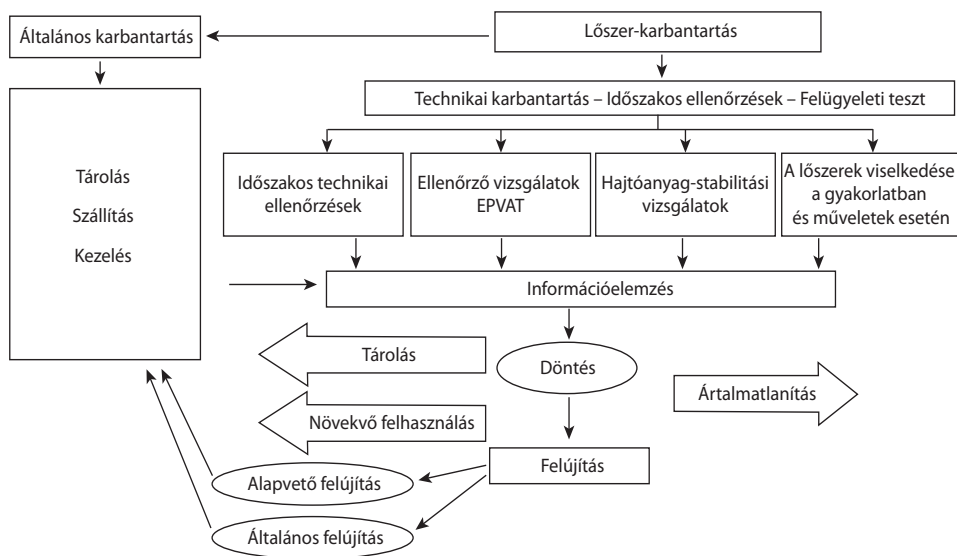 Általános karbantartás
Lőszer-karbantartás
Technikai karbantartás – Időszakos ellenőrzések – Felügyeleti teszt
Tárolás
Szállítás
Kezelés
Időszakos technikai
ellenőrzések
Ellenőrző vizsgálatok
EPVAT
Hajtóanyag-stabilitási
vizsgálatok
A lőszerek viselkedése
a gyakorlatban
és műveletek esetén
Információelemzés
Tárolás
Döntés
Ártalmatlanítás
Növekvő felhasználás
Felújítás
Alapvető felújítás
Általános felújítás